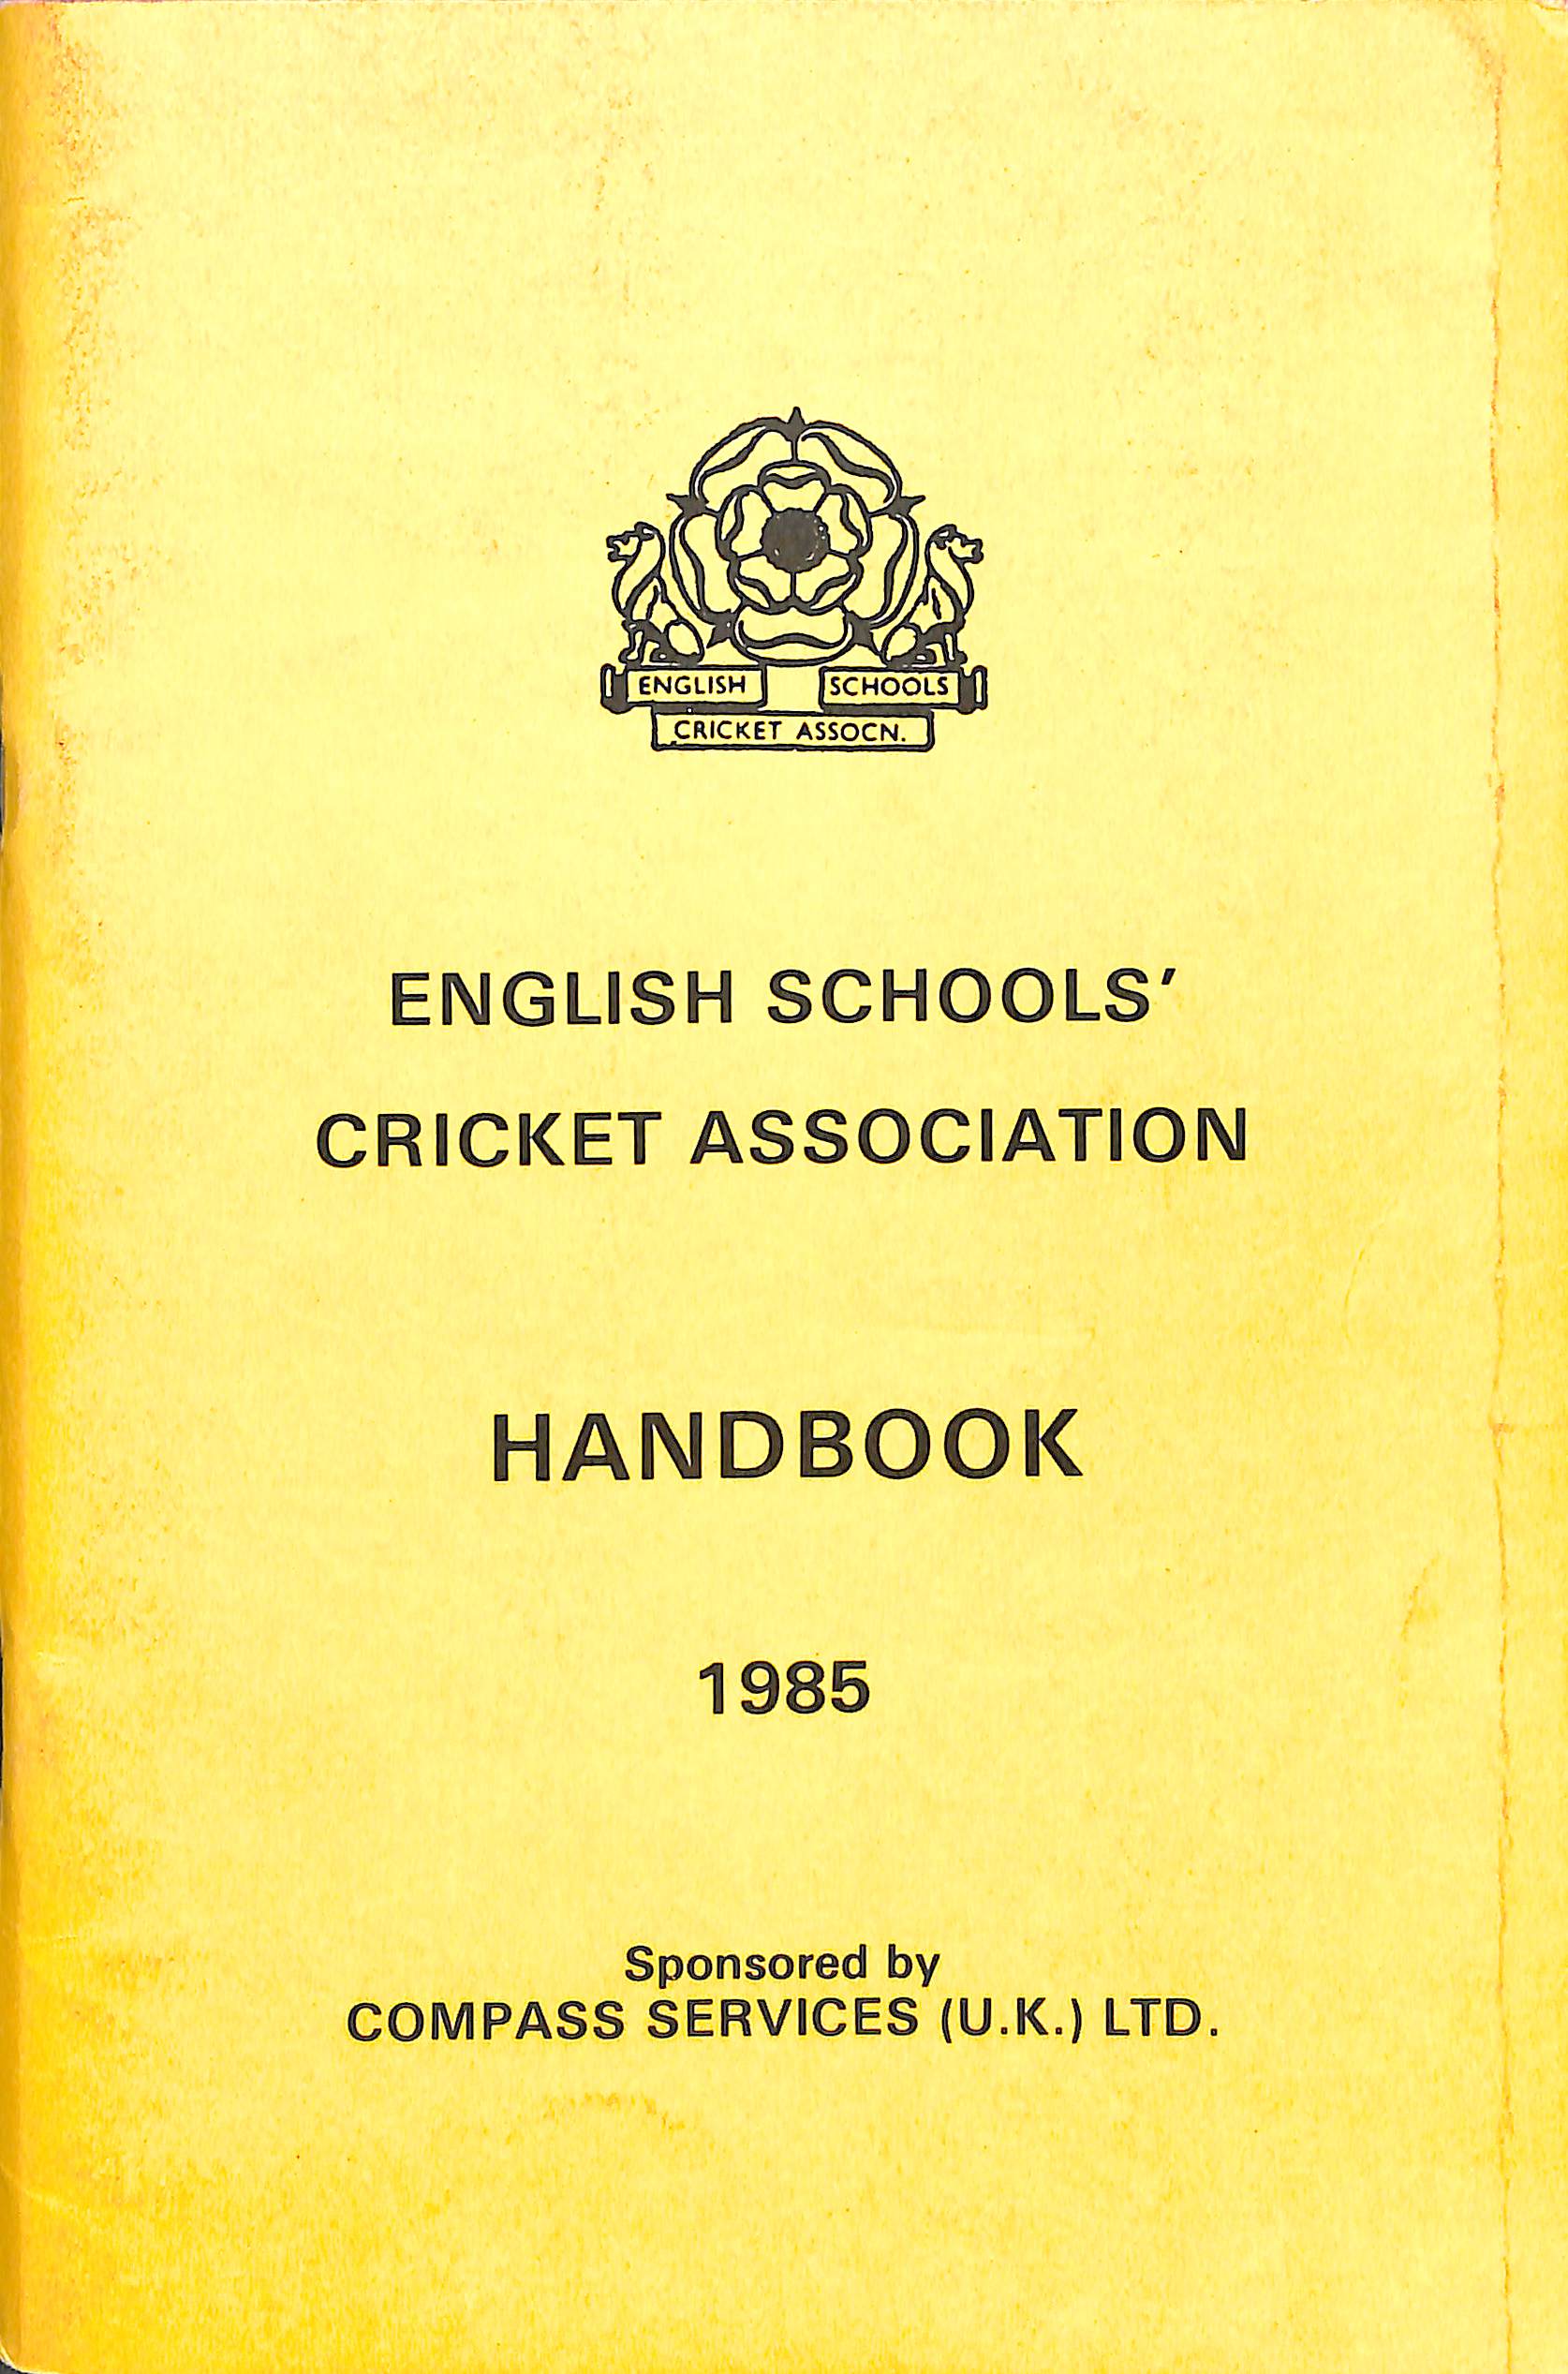 ENGLISH SCHOOLS
CRICKET ASSOCN.
ENGLISH SCHOOLS'
CRICKET ASSOCIATION
HANDBOOK
1985
Sponsored by
COMPASS SERVICES (U.K.) LTD.